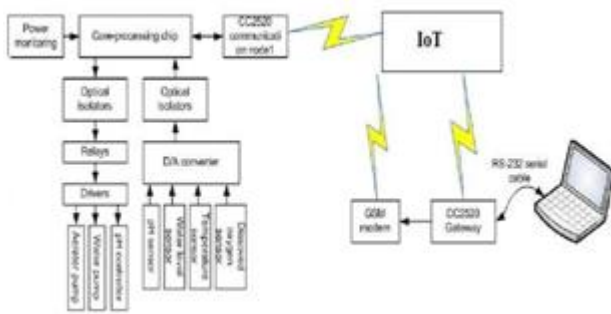 Power
monitoring
Core-processing chip
CC2520
communicati
on node1
IoT
Optical
isolators
Optical
isolators
Relays
D/A converter
Drivers
Aerator pump
Water pump
pH controller
pH sensor
Water level
sensor
Temperature
sensor
Dissolved
oxygen
sensor
GSM
modem
CC2520
Gateway
RS-232 serial
cable